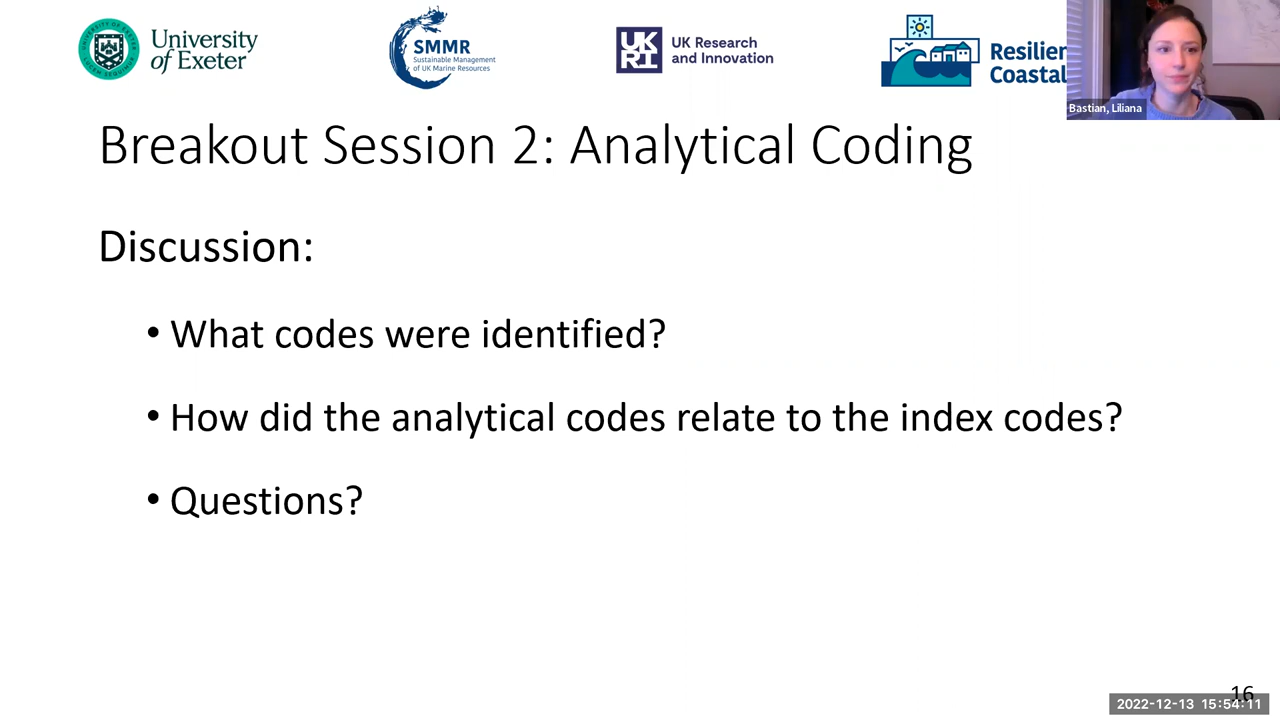 University
of Exeter
SMMR
Sustainable Management
of UK Marine Resources
UK
RI
UK Research
and Innovation
Resilien
Coastal
Bastian, Liliana
Breakout Session 2: Analytical Coding
Discussion:
• What codes were identified?
• How did the analytical codes relate to the index codes?
• Questions?
16
2022-12-13 15:54:11